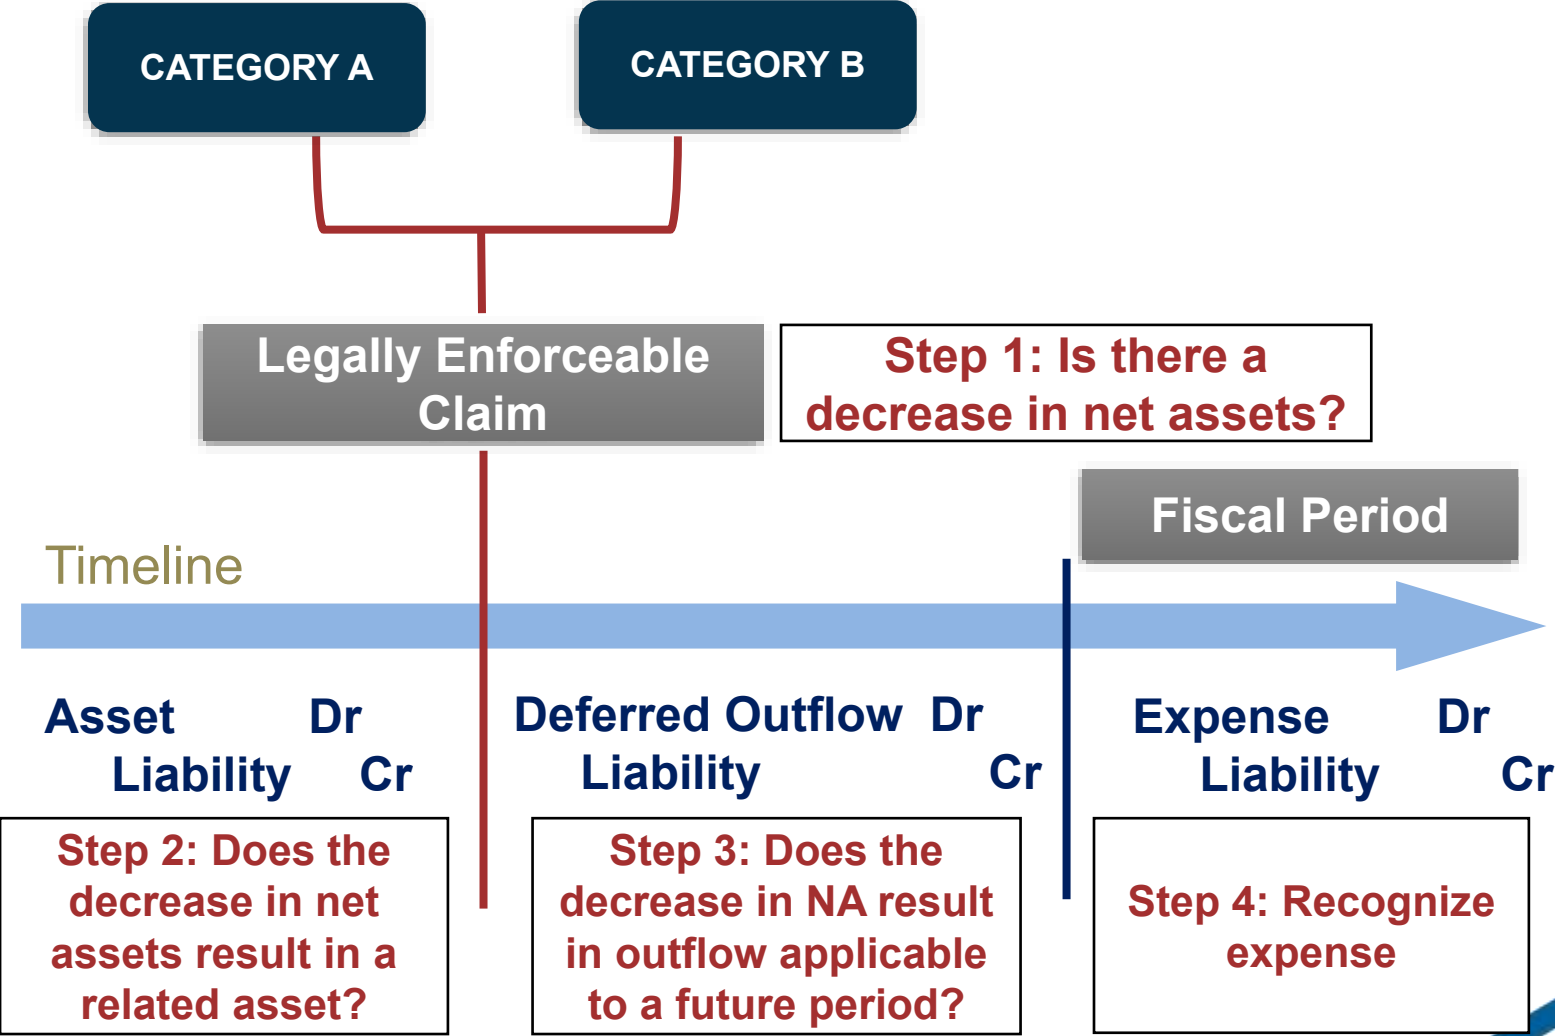 CATEGORY A
CATEGORY B
Legally Enforceable
Claim
Step 1: Is there a
decrease in net assets?
Fiscal Period
Timeline
Asset Dr
Liability Cr
Deferred Outflow Dr
Liability Cr
Expense Dr
Liability Cr
Step 2: Does the
decrease in net
assets result in a
related asset?
Step 3: Does the
decrease in NA result
in outflow applicable
to a future period?
Step 4: Recognize
expense